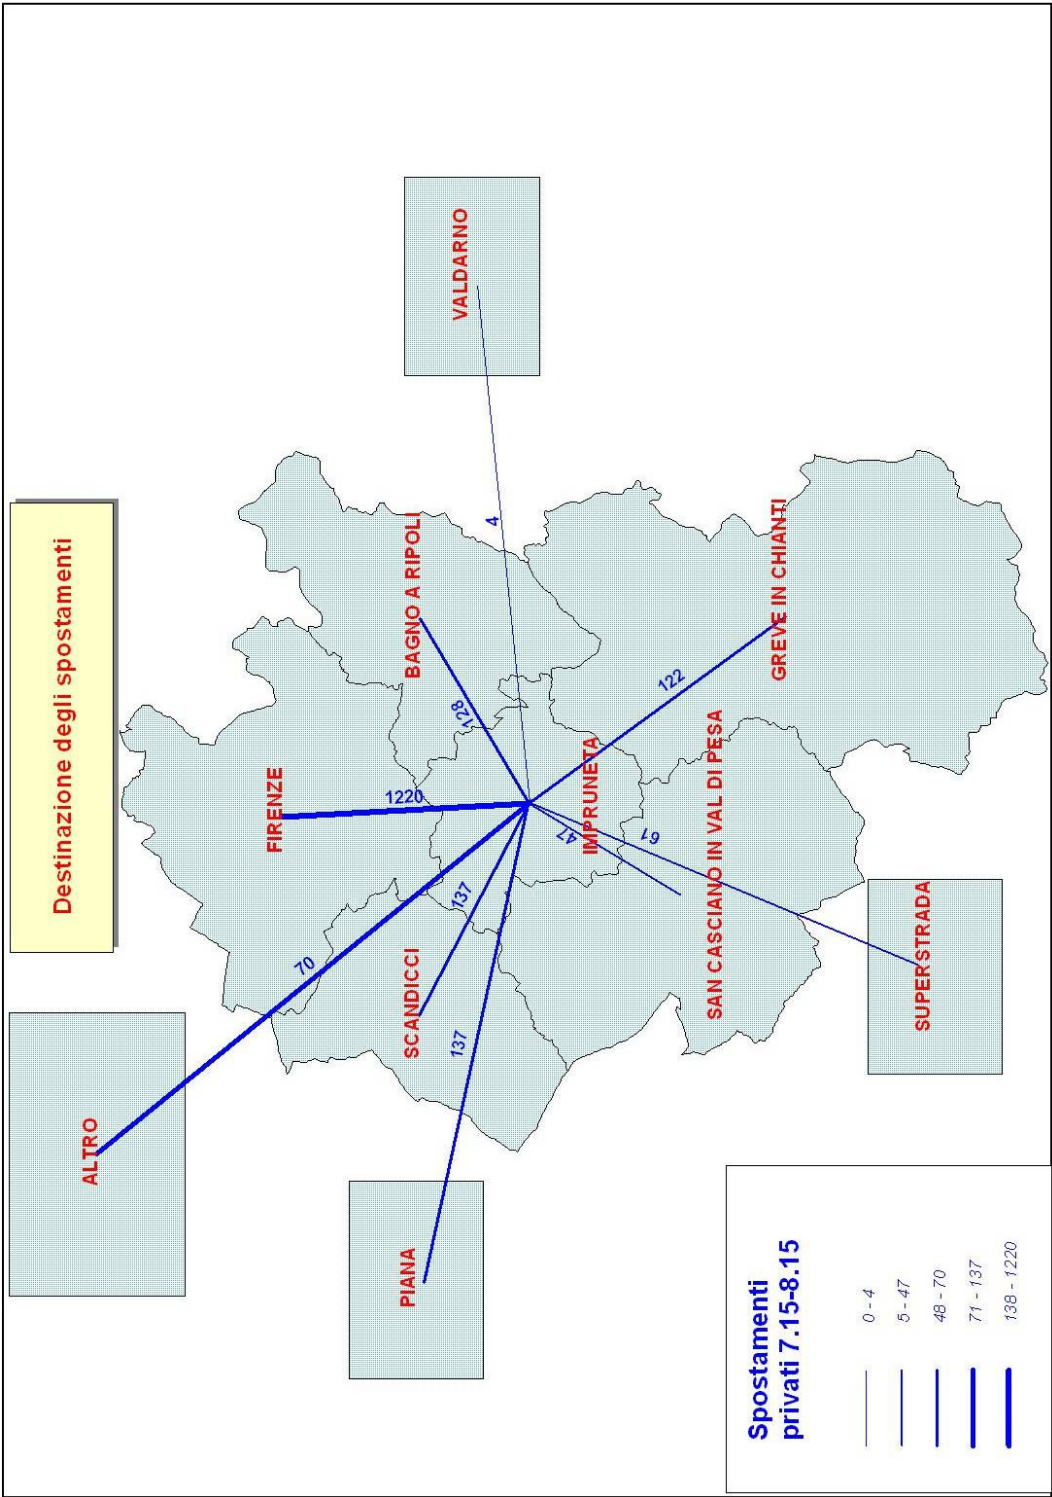 Destinazione degli spostamenti
ALTRO
FIRENZE
70
1220
PIANA
SCANDICCI
BAGNO A RIPOLI
VALDARNO
137
137
128
4
IMPRUNETA
47
61
122
SAN CASCIANO IN VAL DI PESA
GREVE IN CHIANTI
SUPERSTRADA
Spostamenti
privati 7.15-8.15
0 - 4
5 - 47
48 - 70
71 - 137
138 - 1220